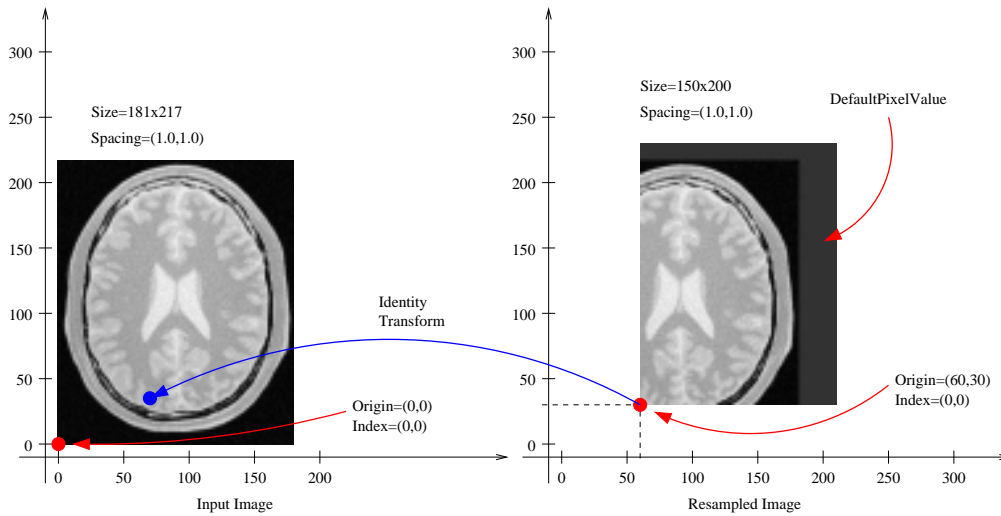 300
250
200
150
100
50
0
Size=181x217
Spacing=(1.0,1.0)
Identity
Transform
Origin=(0,0)
Index=(0,0)
0 50 100 150 200
Input Image
300
250
200
150
100
50
0
Size=150x200
Spacing=(1.0,1.0)
DefaultPixelValue
Origin=(60,30)
Index=(0,0)
0 50 100 150 200 250 300
Resampled Image